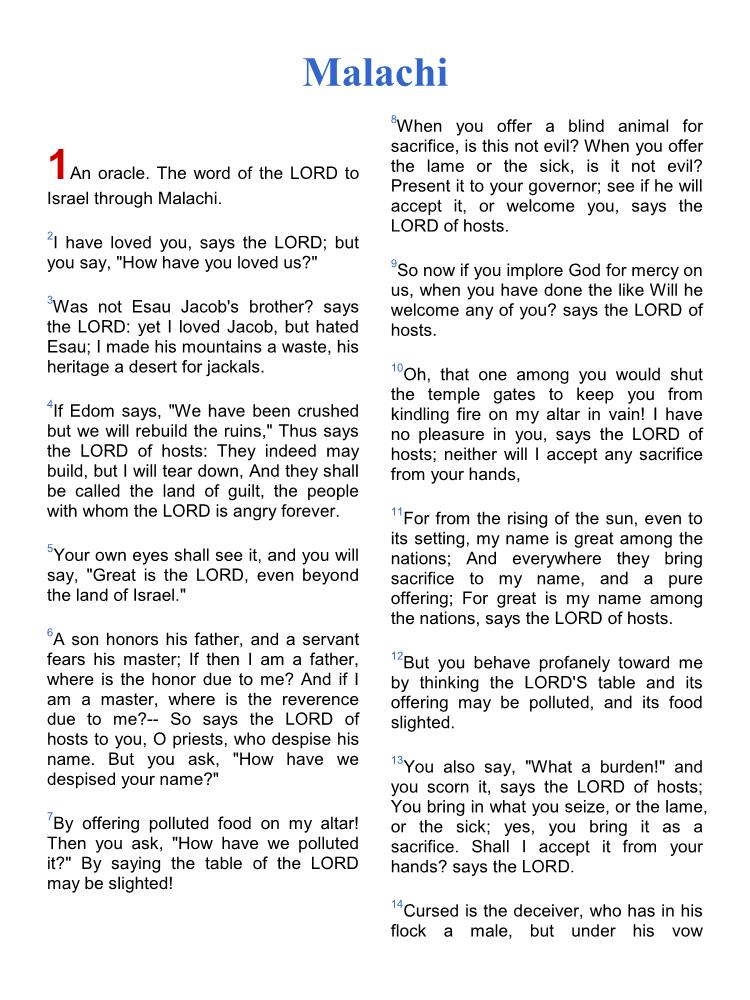 Malachi
1An oracle. The word of the LORD to
Israel through Malachi.
2I have loved you, says the LORD; but
you say, "How have you loved us?"
3Was not Esau Jacob's brother? says
the LORD: yet I loved Jacob, but hated
Esau; I made his mountains a waste, his
heritage a desert for jackals.
4If Edom says, "We have been crushed
but we will rebuild the ruins," Thus says
the LORD of hosts: They indeed may
build, but I will tear down, And they shall
be called the land of guilt, the people
with whom the LORD is angry forever.
5Your own eyes shall see it, and you will
say, "Great is the LORD, even beyond
the land of Israel."
6A son honors his father, and a servant
fears his master; If then I am a father,
where is the honor due to me? And if I
am a master, where is the reverence
due to me?-- So says the LORD of
hosts to you, O priests, who despise his
name. But you ask, "How have we
despised your name?"
7By offering polluted food on my altar!
Then you ask, "How have we polluted
it?" By saying the table of the LORD
may be slighted!
8When you offer a blind animal for
sacrifice, is this not evil? When you offer
the lame or the sick, is it not evil?
Present it to your governor; see if he will
accept it, or welcome you, says the
LORD of hosts.
9So now if you implore God for mercy on
us, when you have done the like Will he
welcome any of you? says the LORD of
hosts.
10Oh, that one among you would shut
the temple gates to keep you from
kindling fire on my altar in vain! I have
no pleasure in you, says the LORD of
hosts; neither will I accept any sacrifice
from your hands,
11For from the rising of the sun, even to
its setting, my name is great among the
nations; And everywhere they bring
sacrifice to my name, and a pure
offering; For great is my name among
the nations, says the LORD of hosts.
12But you behave profanely toward me
by thinking the LORD'S table and its
offering may be polluted, and its food
slighted.
13You also say, "What a burden!" and
you scorn it, says the LORD of hosts;
You bring in what you seize, or the lame,
or the sick; yes, you bring it as a
sacrifice. Shall I accept it from your
hands? says the LORD.
14Cursed is the deceiver, who has in his
flock a male, but under his vow